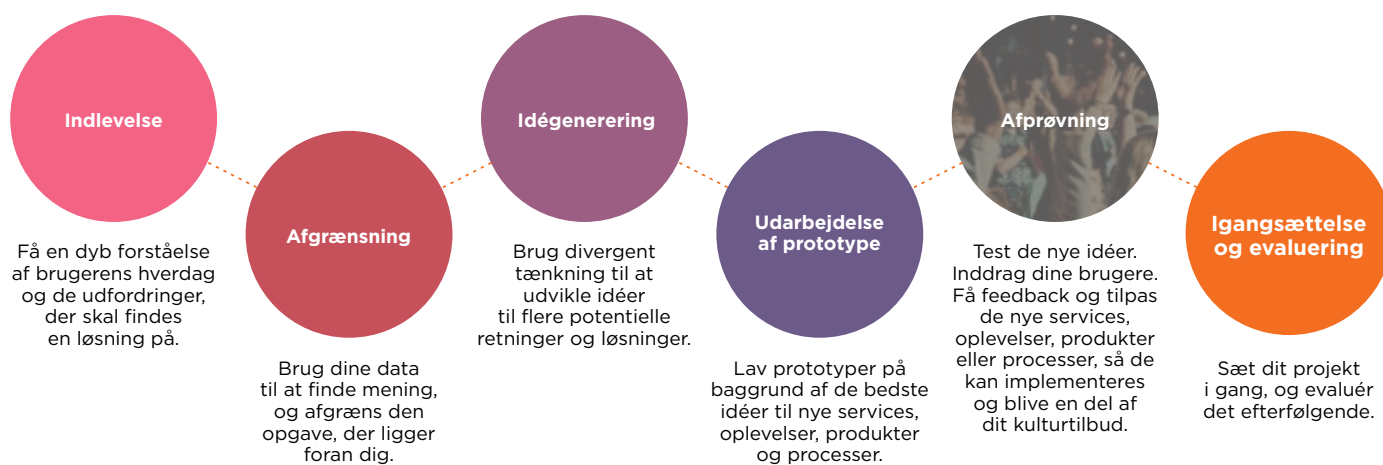 Indlevelse
Få en dyb forståelse
af brugerens hverdag
og de udfordringer,
der skal findes
en løsning på.
Afgrænsning
Brug dine data
til at finde mening,
og afgræns den
opgave, der ligger
foran dig.
Idégenerering
Brug divergent
tænkning til at
udvikle idéer
til flere potentielle
retninger og løsninger.
Udarbejdelse
af prototype
Lav prototyper på
baggrund af de bedste
idéer til nye services,
oplevelser, produkter
og processer.
Afprøvning
Test de nye idéer.
Inddrag dine brugere.
Få feedback og tilpas
de nye services,
oplevelser, produkter
eller processer, så de
kan implementeres
og blive en del af
dit kulturtilbud.
Igangsættelse
og evaluering
Sæt dit projekt
i gang, og evaluér
det efterfølgende.